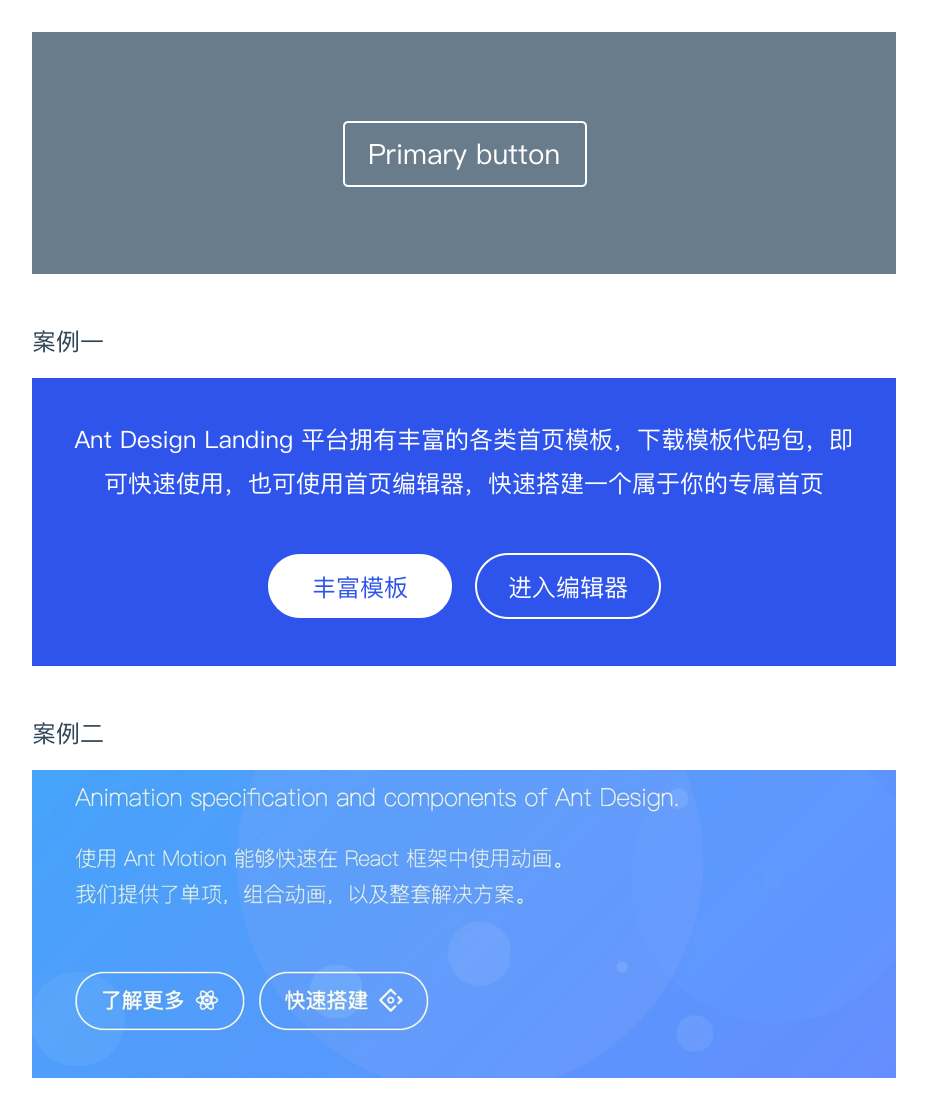 Primary button
案例一
Ant Design Landing 平台拥有丰富的各类首页模板，下载模板代码包，即
可快速使用，也可使用首页编辑器，快速搭建一个属于你的专属首页
丰富模板
进入编辑器
案例二
Animation specification and components of Ant Design.
使用 Ant Motion 能够快速在 React 框架中使用动画。
我们提供了单项，组合动画，以及整套解决方案。
了解更多
快速搭建